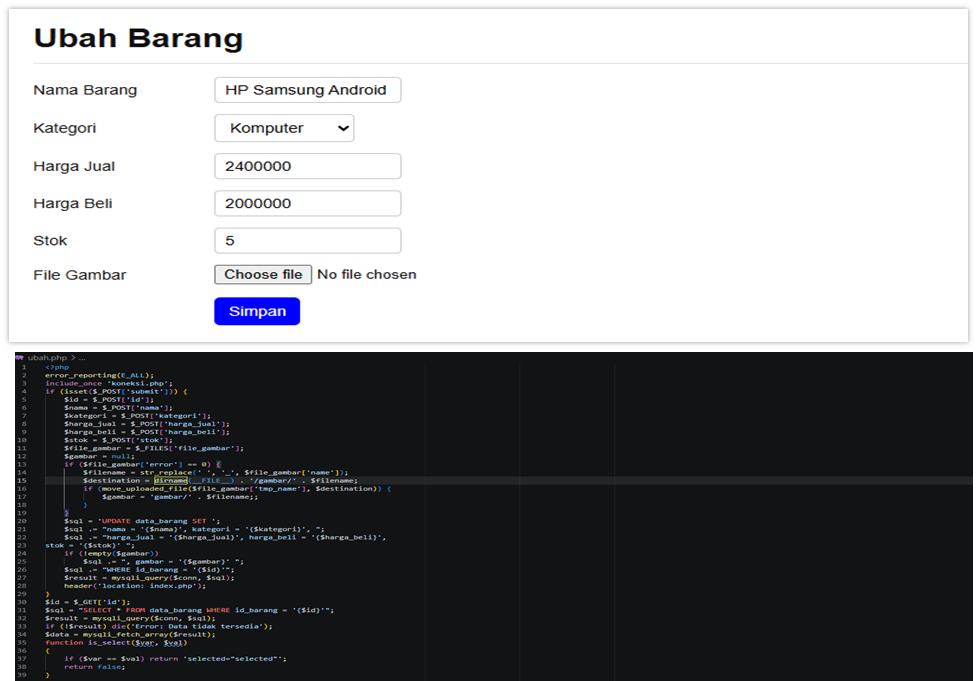 Ubah Barang
Nama Barang HP Samsung Android
Kategori Komputer
Harga Jual 2400000
Harga Beli 2000000
Stok 5
File Gambar Choose file No file chosen
Simpan
ubah.php > ...
1 <?php
2 error_reporting(E_ALL);
3 include_once 'koneksi.php';
4 if (isset($_POST['submit'])) {
5 $id = $_POST['id'];
6 $nama = $_POST['nama'];
7 $kategori = $_POST['kategori'];
8 $harga_jual = $_POST['harga_jual'];
9 $harga_beli = $_POST['harga_beli'];
10 $stok = $_POST['stok'];
11 $file_gambar = $_FILES['file_gambar'];
12 $gambar = null;
13 if ($file_gambar['error'] == 0) {
14 $filename = str_replace(' ', '_', $file_gambar['name']);
15 $destination = dirname(__FILE__) . '/gambar/' . $filename;
16 if (move_uploaded_file($file_gambar['tmp_name'], $destination)) {
17 $gambar = 'gambar/' . $filename;;
18 }
19 }
20 $sql = 'UPDATE data_barang SET ';
21 $sql .= "nama = '{$nama}', kategori = '{$kategori}', ";
22 $sql .= "harga_jual = '{$harga_jual}', harga_beli = '{$harga_beli}',
23 stok = '{$stok}' ";
24 if (!empty($gambar))
25 $sql .= ", gambar = '{$gambar}' ";
26 $sql .= "WHERE id_barang = '{$id}'";
27 $result = mysqli_query($conn, $sql);
28 header('location: index.php');
29 }
30 $id = $_GET['id'];
31 $sql = "SELECT * FROM data_barang WHERE id_barang = '{$id}'";
32 $result = mysqli_query($conn, $sql);
33 if (!$result) die('Error: Data tidak tersedia');
34 $data = mysqli_fetch_array($result);
35 function is_select($var, $val)
36 {
37 if ($var == $val) return 'selected="selected"';
38 return false;
39 }